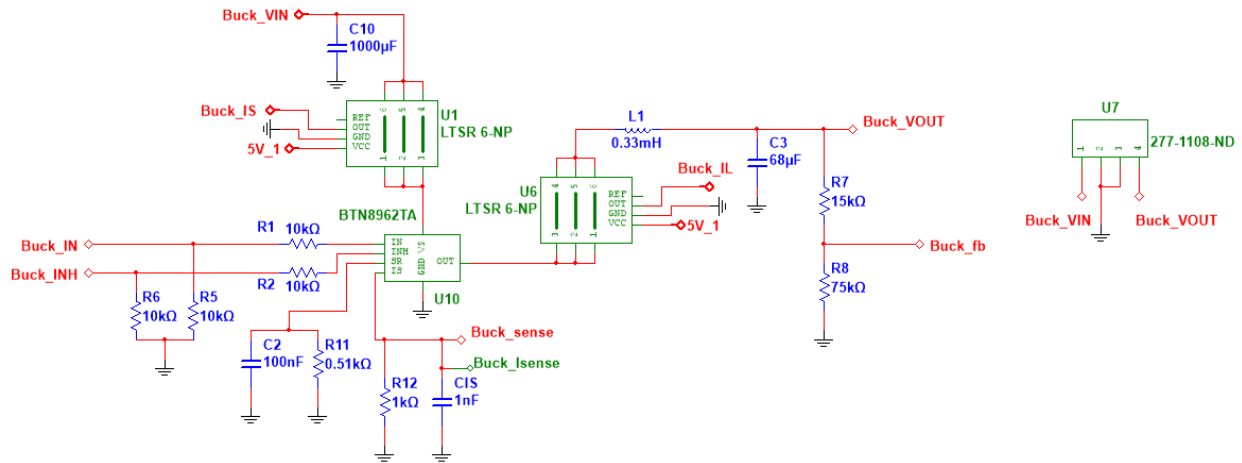 Buck_VIN
C10
1000µF
Buck_IS
6 5 4
U1
REF
OUT
GND
VCC
LTSR 6-NP
5V_1
1 2 3
L1
0.33mH
Buck_VOUT
C3
68µF
U7
277-1108-ND
1 2 3 4
Buck_VIN
Buck_VOUT
4 5 6
U6
REF
OUT
GND
VCC
LTSR 6-NP
Buck_IL
5V_1
3 2 1
R7
15kΩ
BTN8962TA
R1
10kΩ
Buck_IN
IN
INH
SR
IS
GND
VS
OUT
U10
Buck_INH
R2
10kΩ
Buck_fb
R8
75kΩ
R6
10kΩ
R5
10kΩ
C2
100nF
R11
0.51kΩ
Buck_sense
Buck_Isense
R12
1kΩ
CIS
1nF